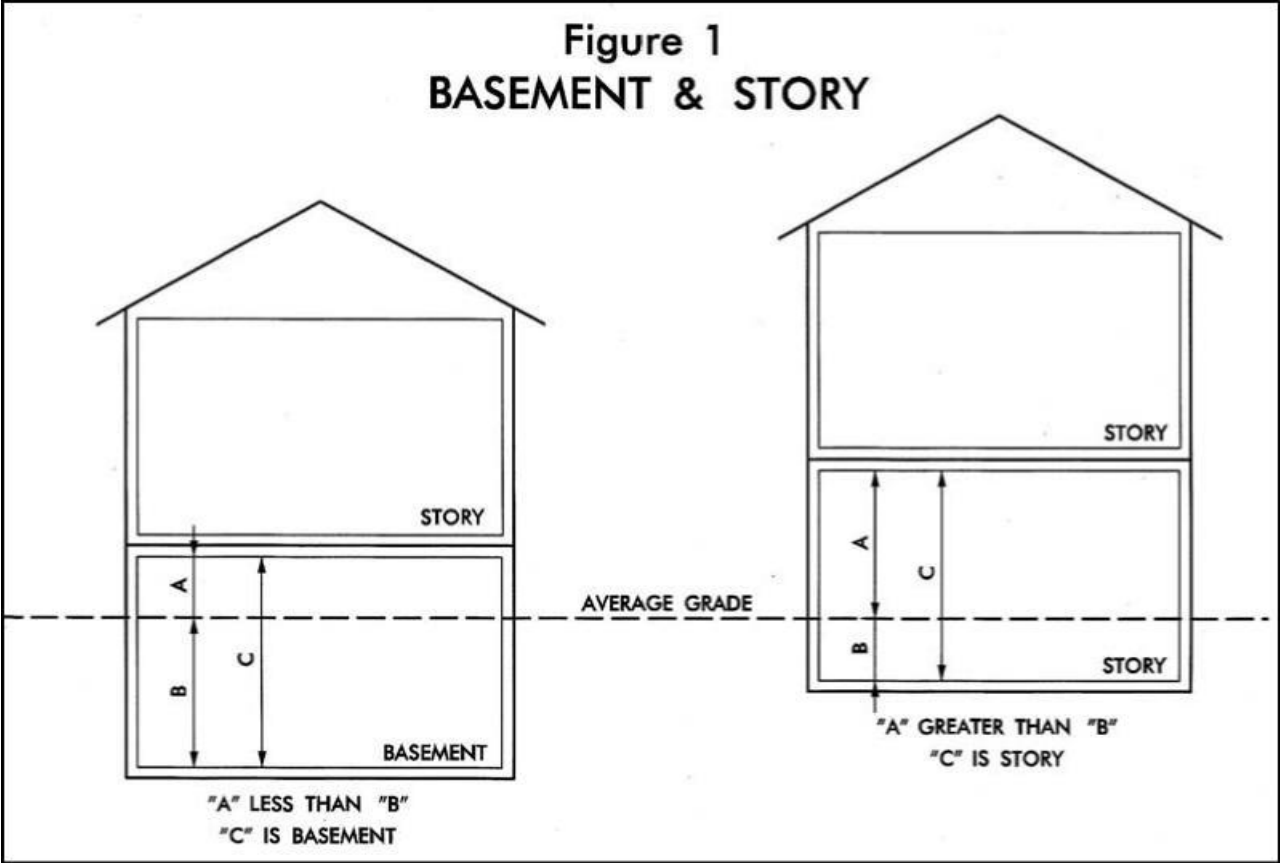 Figure 1
BASEMENT & STORY
STORY
A
C
B
BASEMENT
"A" LESS THAN "B"
"C" IS BASEMENT
AVERAGE GRADE
STORY
A
C
B
STORY
"A" GREATER THAN "B"
"C" IS STORY